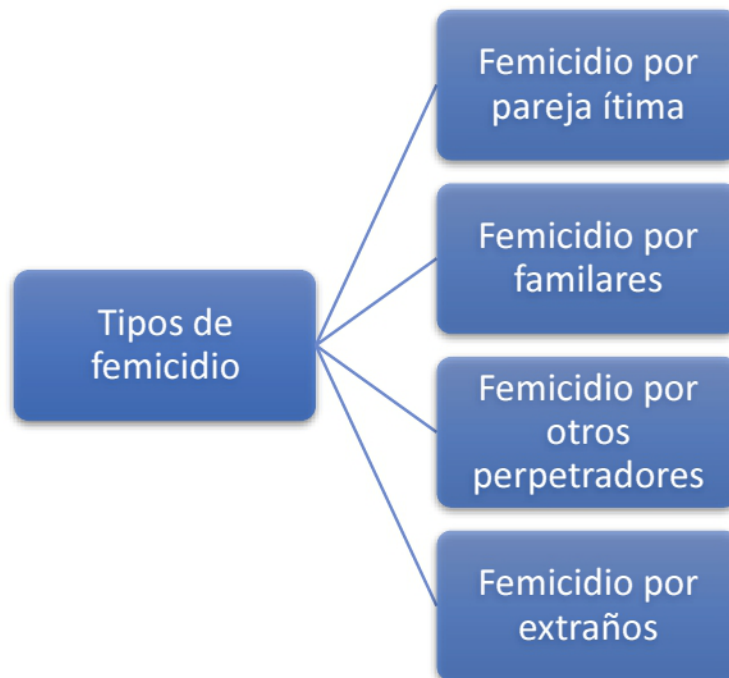 Tipos de
femicidio
Femicidio por
pareja ítima
Femicidio por
familares
Femicidio por
otros
perpetradores
Femicidio por
extraños